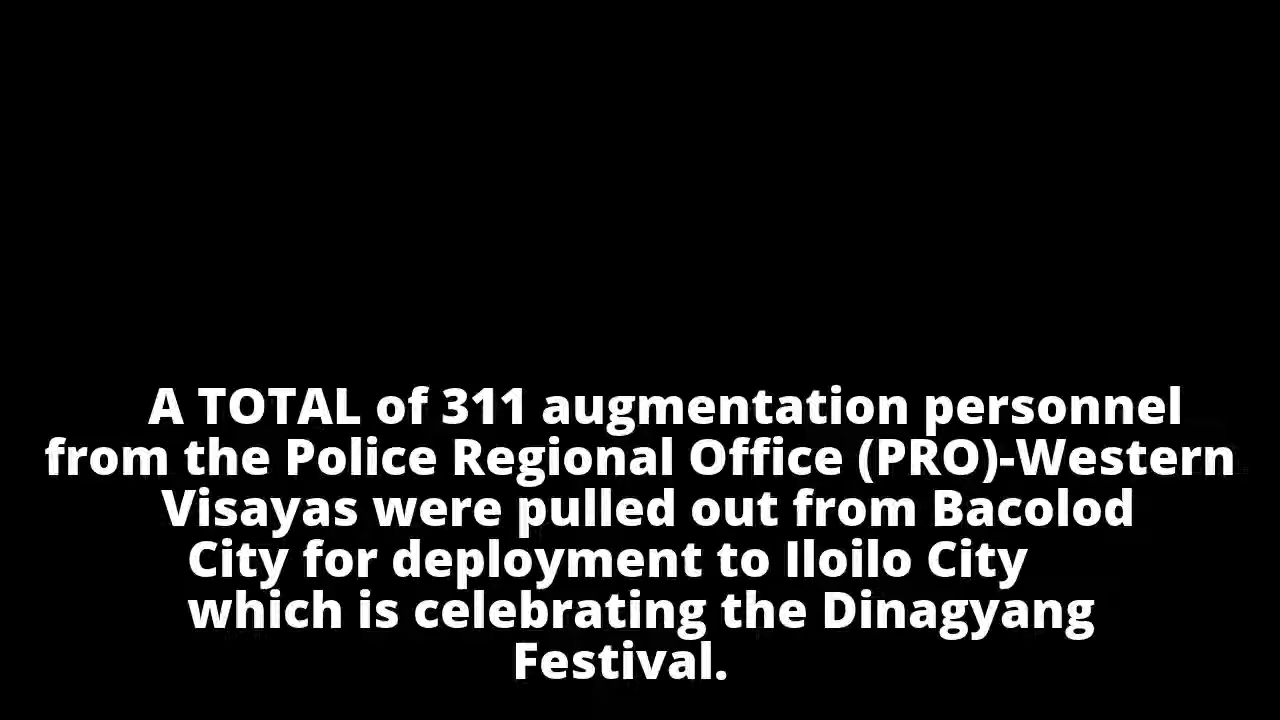 A TOTAL of 311 augmentation personnel
from the Police Regional Office (PRO)-Western
Visayas were pulled out from Bacolod
City for deployment to Iloilo City
which is celebrating the Dinagyang
Festival.